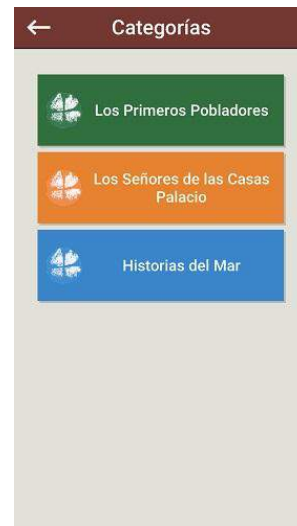 Categorías
Los Primeros Pobladores
Los Señores de las Casas
Palacio
Historias del Mar